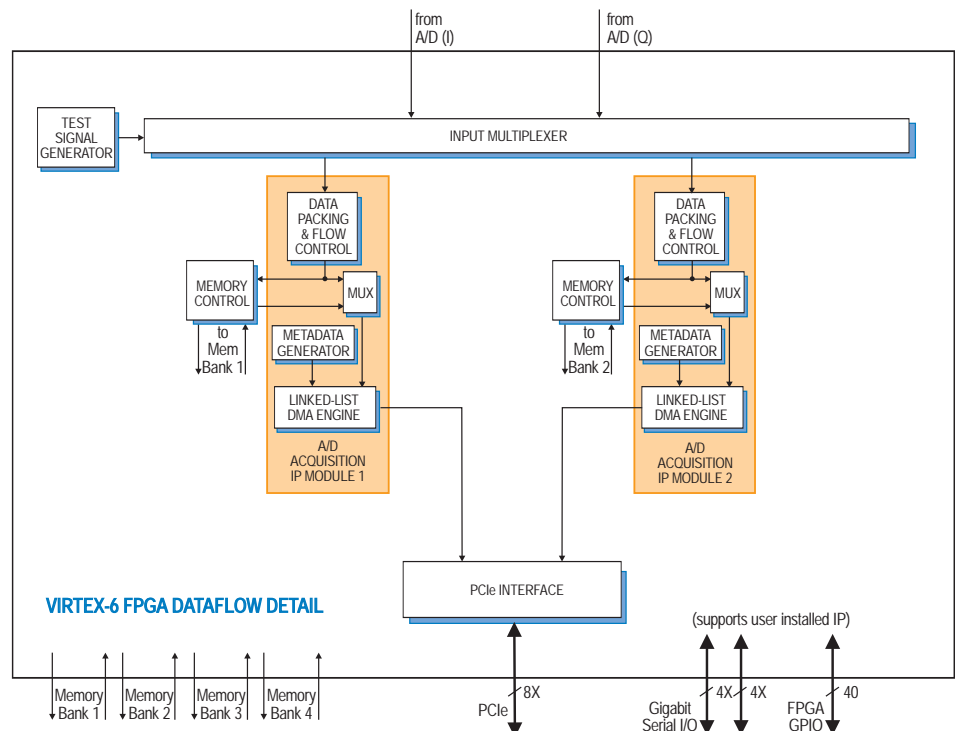 from
A/D (I)
from
A/D (Q)
TEST
SIGNAL
GENERATOR
INPUT MULTIPLEXER
DATA
PACKING
& FLOW
CONTROL
MEMORY
CONTROL
MUX
to
Mem
Bank 1
METADATA
GENERATOR
LINKED-LIST
DMA ENGINE
A/D
ACQUISITION
IP MODULE 1
DATA
PACKING
& FLOW
CONTROL
MEMORY
CONTROL
MUX
to
Mem
Bank 2
METADATA
GENERATOR
LINKED-LIST
DMA ENGINE
A/D
ACQUISITION
IP MODULE 2
PCIe INTERFACE
VIRTEX-6 FPGA DATAFLOW DETAIL
(supports user installed IP)
Memory
Bank 1
Memory
Bank 2
Memory
Bank 3
Memory
Bank 4
8X
PCIe
4X
4X
Gigabit
Serial I/O
40
FPGA
GPIO